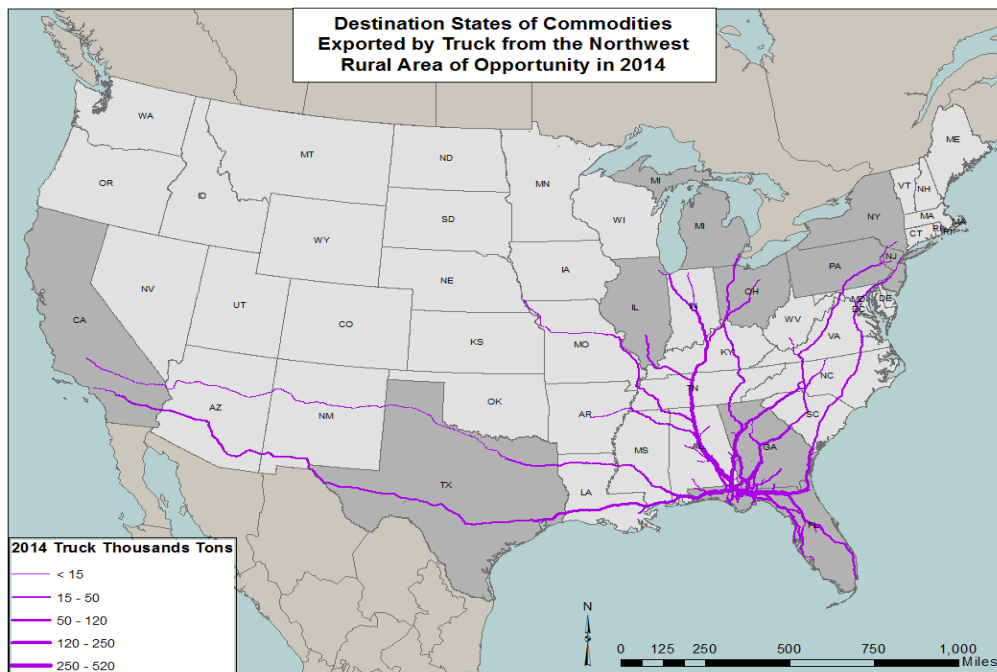 Destination States of Commodities
Exported by Truck from the Northwest
Rural Area of Opportunity in 2014
WA
ME
MT
ND
MN
OR
VT
NH
MI
ID
WI
NY
MA
MA
SD
CT
RI
RI
WY
MI
IA
PA
NJ
NE
NV
OH
IN
IL
MD
DE
DC
UT
CO
WV
CA
KS
MO
VA
KY
NC
TN
OK
AZ
NM
AR
SC
MS
AL
GA
TX
LA
FL
2014 Truck Thousands Tons
< 15
15 - 50
50 - 120
120 - 250
250 - 520
N
0 125 250 500 750 1,000
Miles